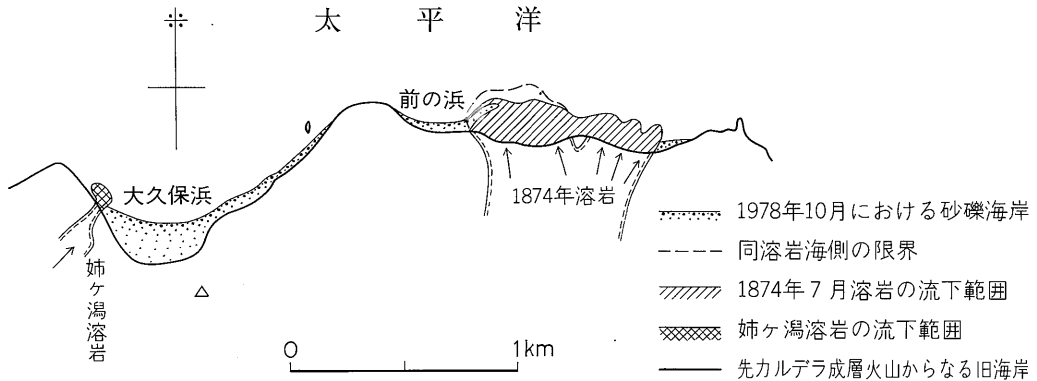 太平洋
前の浜
大久保浜
1874年溶岩
姉ヶ潟溶岩
0 1km
1978年10月における砂礫海岸
同溶岩海側の限界
1874年7月溶岩の流下範囲
姉ヶ潟溶岩の流下範囲
先カルデラ成層火山からなる旧海岸